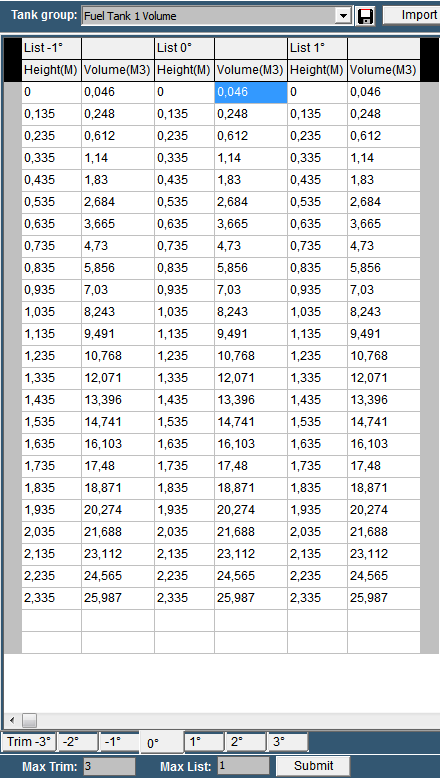 Tank group: Fuel Tank 1 Volume Import
List -1° List 0° List 1°
Height(M) Volume(M3) Height(M) Volume(M3) Height(M) Volume(M3)
0 0,046 0 0,046 0 0,046
0,135 0,248 0,135 0,248 0,135 0,248
0,235 0,612 0,235 0,612 0,235 0,612
0,335 1,14 0,335 1,14 0,335 1,14
0,435 1,83 0,435 1,83 0,435 1,83
0,535 2,684 0,535 2,684 0,535 2,684
0,635 3,665 0,635 3,665 0,635 3,665
0,735 4,73 0,735 4,73 0,735 4,73
0,835 5,856 0,835 5,856 0,835 5,856
0,935 7,03 0,935 7,03 0,935 7,03
1,035 8,243 1,035 8,243 1,035 8,243
1,135 9,491 1,135 9,491 1,135 9,491
1,235 10,768 1,235 10,768 1,235 10,768
1,335 12,071 1,335 12,071 1,335 12,071
1,435 13,396 1,435 13,396 1,435 13,396
1,535 14,741 1,535 14,741 1,535 14,741
1,635 16,103 1,635 16,103 1,635 16,103
1,735 17,48 1,735 17,48 1,735 17,48
1,835 18,871 1,835 18,871 1,835 18,871
1,935 20,274 1,935 20,274 1,935 20,274
2,035 21,688 2,035 21,688 2,035 21,688
2,135 23,112 2,135 23,112 2,135 23,112
2,235 24,565 2,235 24,565 2,235 24,565
2,335 25,987 2,335 25,987 2,335 25,987
Trim -3° -2° -1° 0° 1° 2° 3°
Max Trim: 3 Max List: 1 Submit